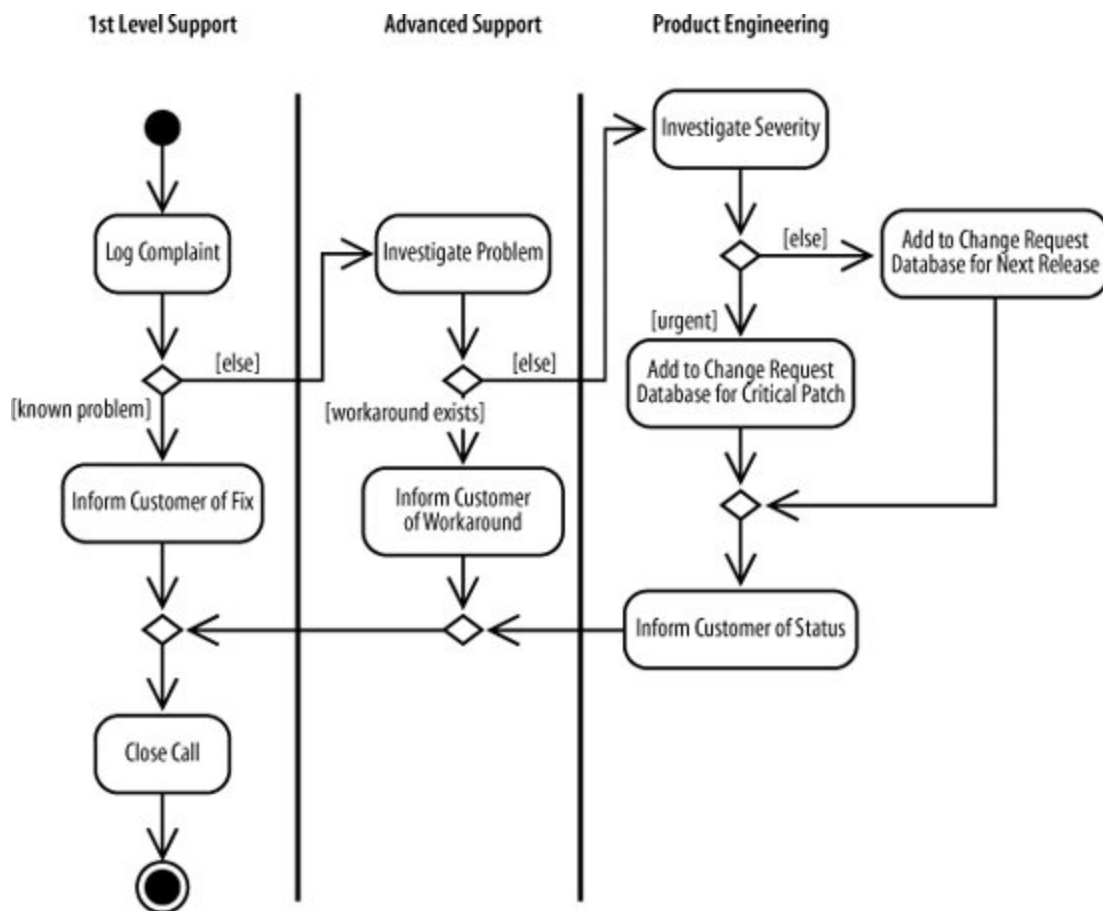 1st Level Support
Advanced Support
Product Engineering
Investigate Severity
Log Complaint
Investigate Problem
[else]
Add to Change Request
Database for Next Release
[else]
[else]
[urgent]
Add to Change Request
Database for Critical Patch
[known problem]
[workaround exists]
Inform Customer of Fix
Inform Customer
of Workaround
Inform Customer of Status
Close Call